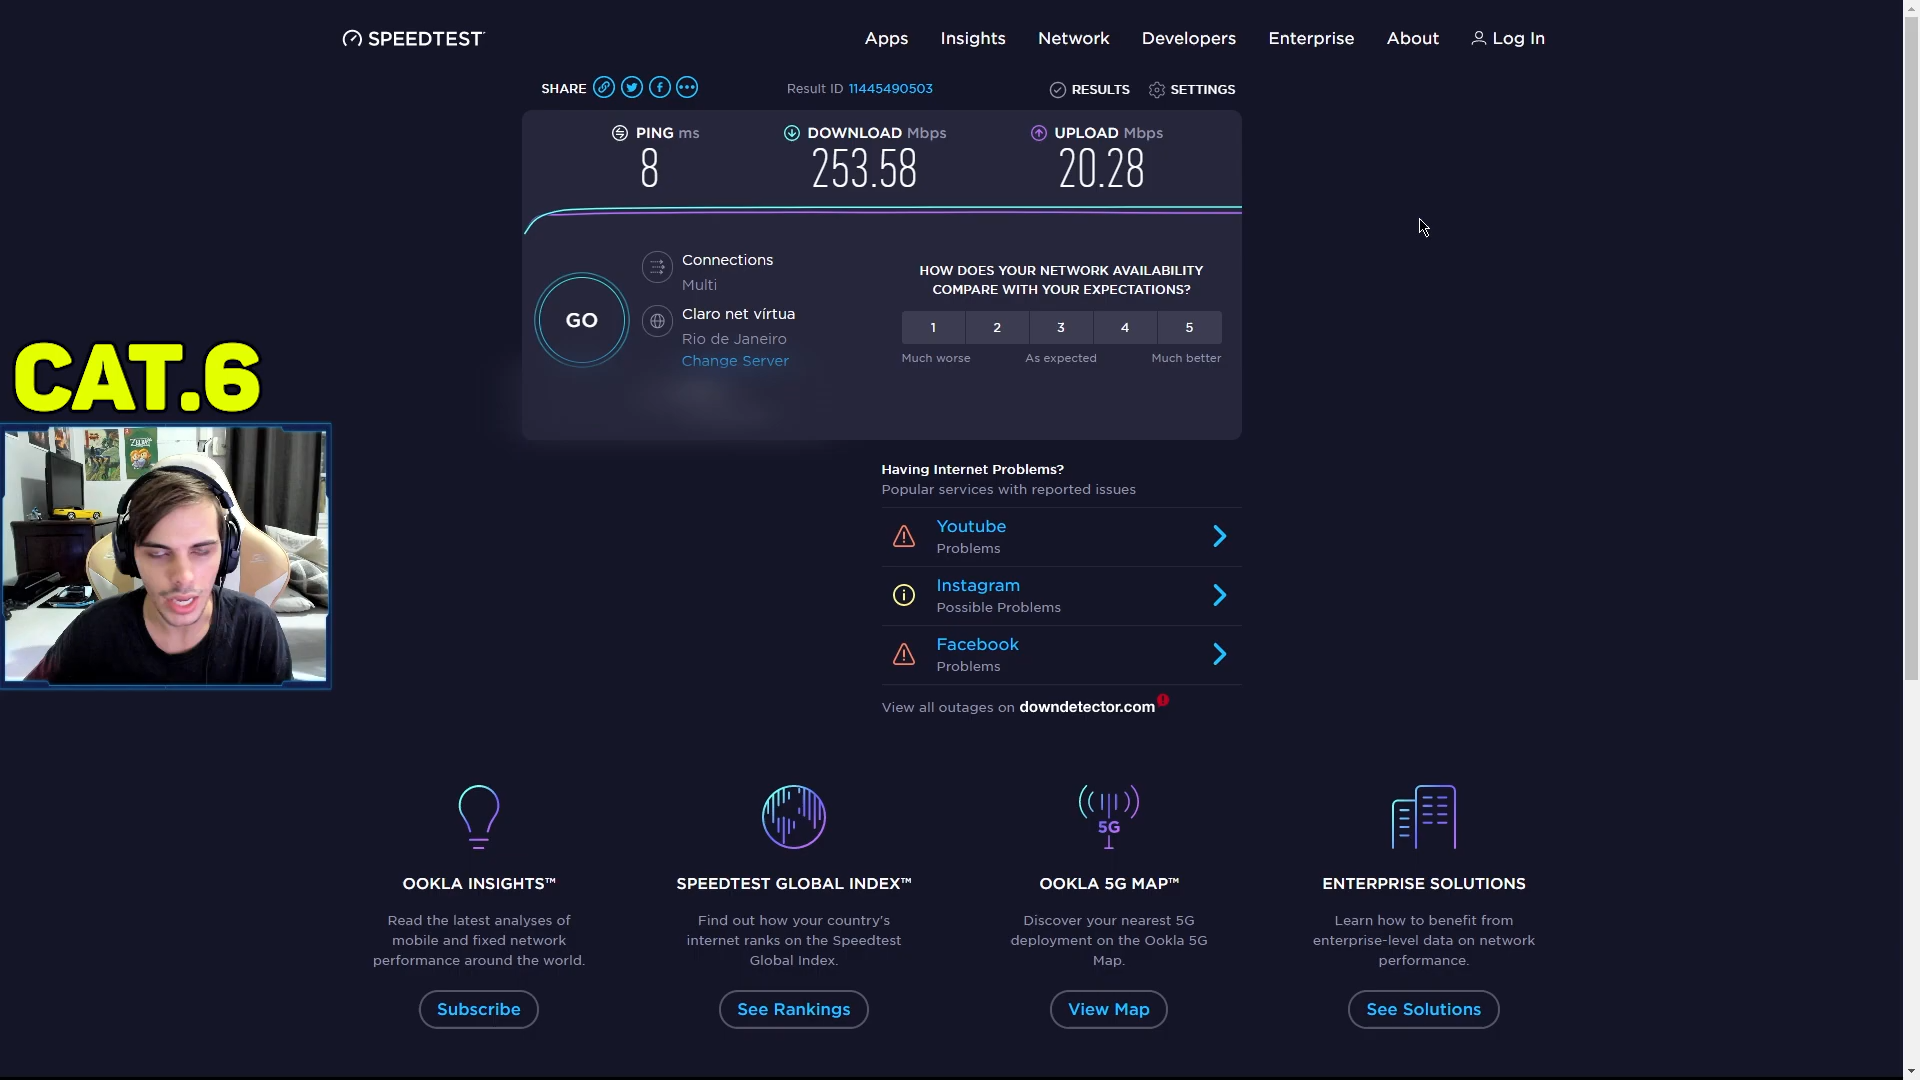 SPEEDTEST
Apps Insights Network Developers Enterprise About Log In
SHARE
Result ID 11445490503
RESULTS SETTINGS
PING ms
8
DOWNLOAD Mbps
253.58
UPLOAD Mbps
20.28
GO
Connections
Multi
Claro net vírtua
Rio de Janeiro
Change Server
HOW DOES YOUR NETWORK AVAILABILITY
COMPARE WITH YOUR EXPECTATIONS?
1 2 3 4 5
Much worse As expected Much better
CAT.6
ZELDA
Having Internet Problems?
Popular services with reported issues
Youtube
Problems
Instagram
Possible Problems
Facebook
Problems
View all outages on downdetector.com
OOKLA INSIGHTS™
Read the latest analyses of
mobile and fixed network
performance around the world.
Subscribe
SPEEDTEST GLOBAL INDEX™
Find out how your country's
internet ranks on the Speedtest
Global Index.
See Rankings
5G
OOKLA 5G MAP™
Discover your nearest 5G
deployment on the Ookla 5G
Map.
View Map
ENTERPRISE SOLUTIONS
Learn how to benefit from
enterprise-level data on network
performance.
See Solutions